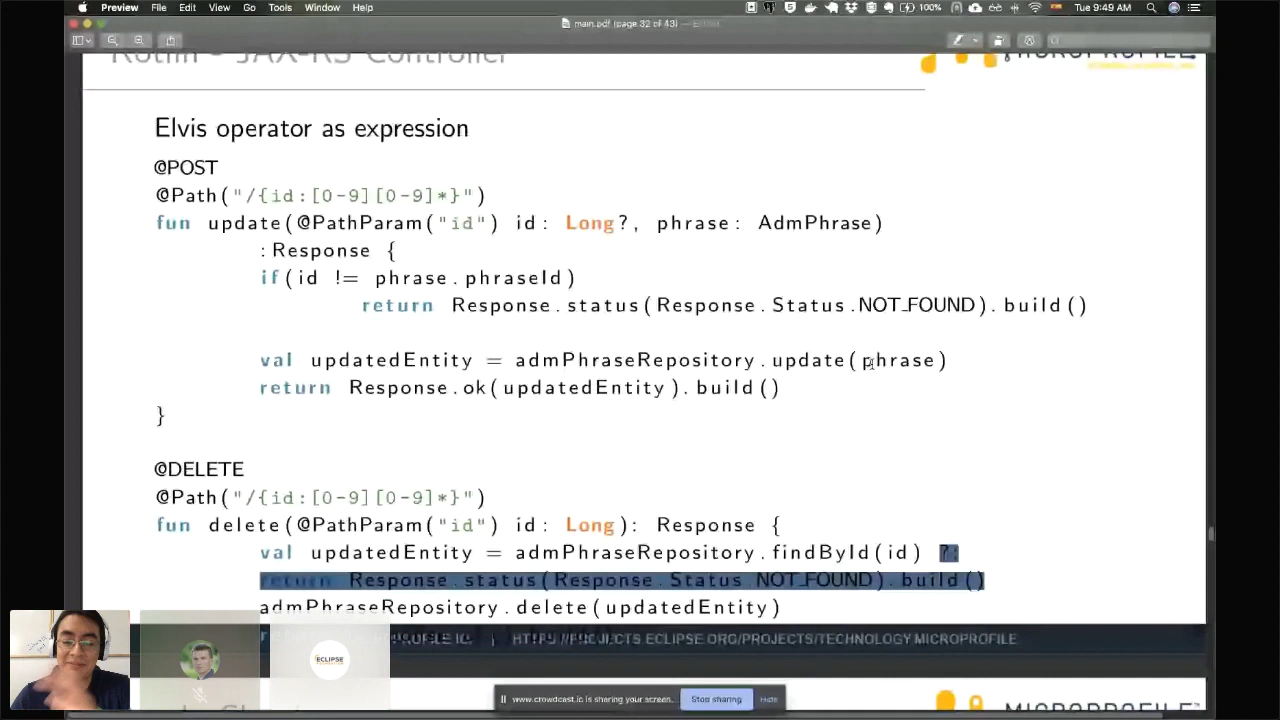 Preview File Edit View Go Tools Window Help 100% Tue 9:49 AM
main.pdf (page 32 of 43)
Kotlin - JAX-RS Controller MICROPROFILE
Elvis operator as expression
@POST
@Path("/{id:[0-9][0-9]*}")
fun update(@PathParam("id") id: Long?, phrase: AdmPhrase)
:Response {
if(id != phrase.phraseId)
return Response.status(Response.Status.NOT_FOUND).build()
val updatedEntity = admPhraseRepository.update(phrase)
return Response.ok(updatedEntity).build()
}
@DELETE
@Path("/{id:[0-9][0-9]*}")
fun delete(@PathParam("id") id: Long): Response {
val updatedEntity = admPhraseRepository.findById(id) ?:
return Response.status(Response.Status.NOT_FOUND).build()
admPhraseRepository.delete(updatedEntity)
| HTTPS://PROJECTS.ECLIPSE.ORG/PROJECTS/TECHNOLOGY.MICROPROFILE
ECLIPSE
www.crowdcast.io is sharing your screen. Stop sharing Hide
MICROPROFILE